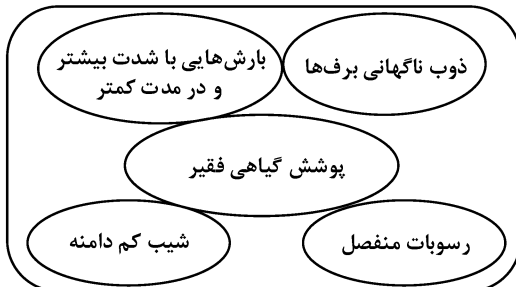 ذوب ناگهانی برف‌ها
بارش‌هایی با شدت بیشتر
و در مدت کمتر
پوشش گیاهی فقیر
رسوبات منفصل
شیب کم دامنه